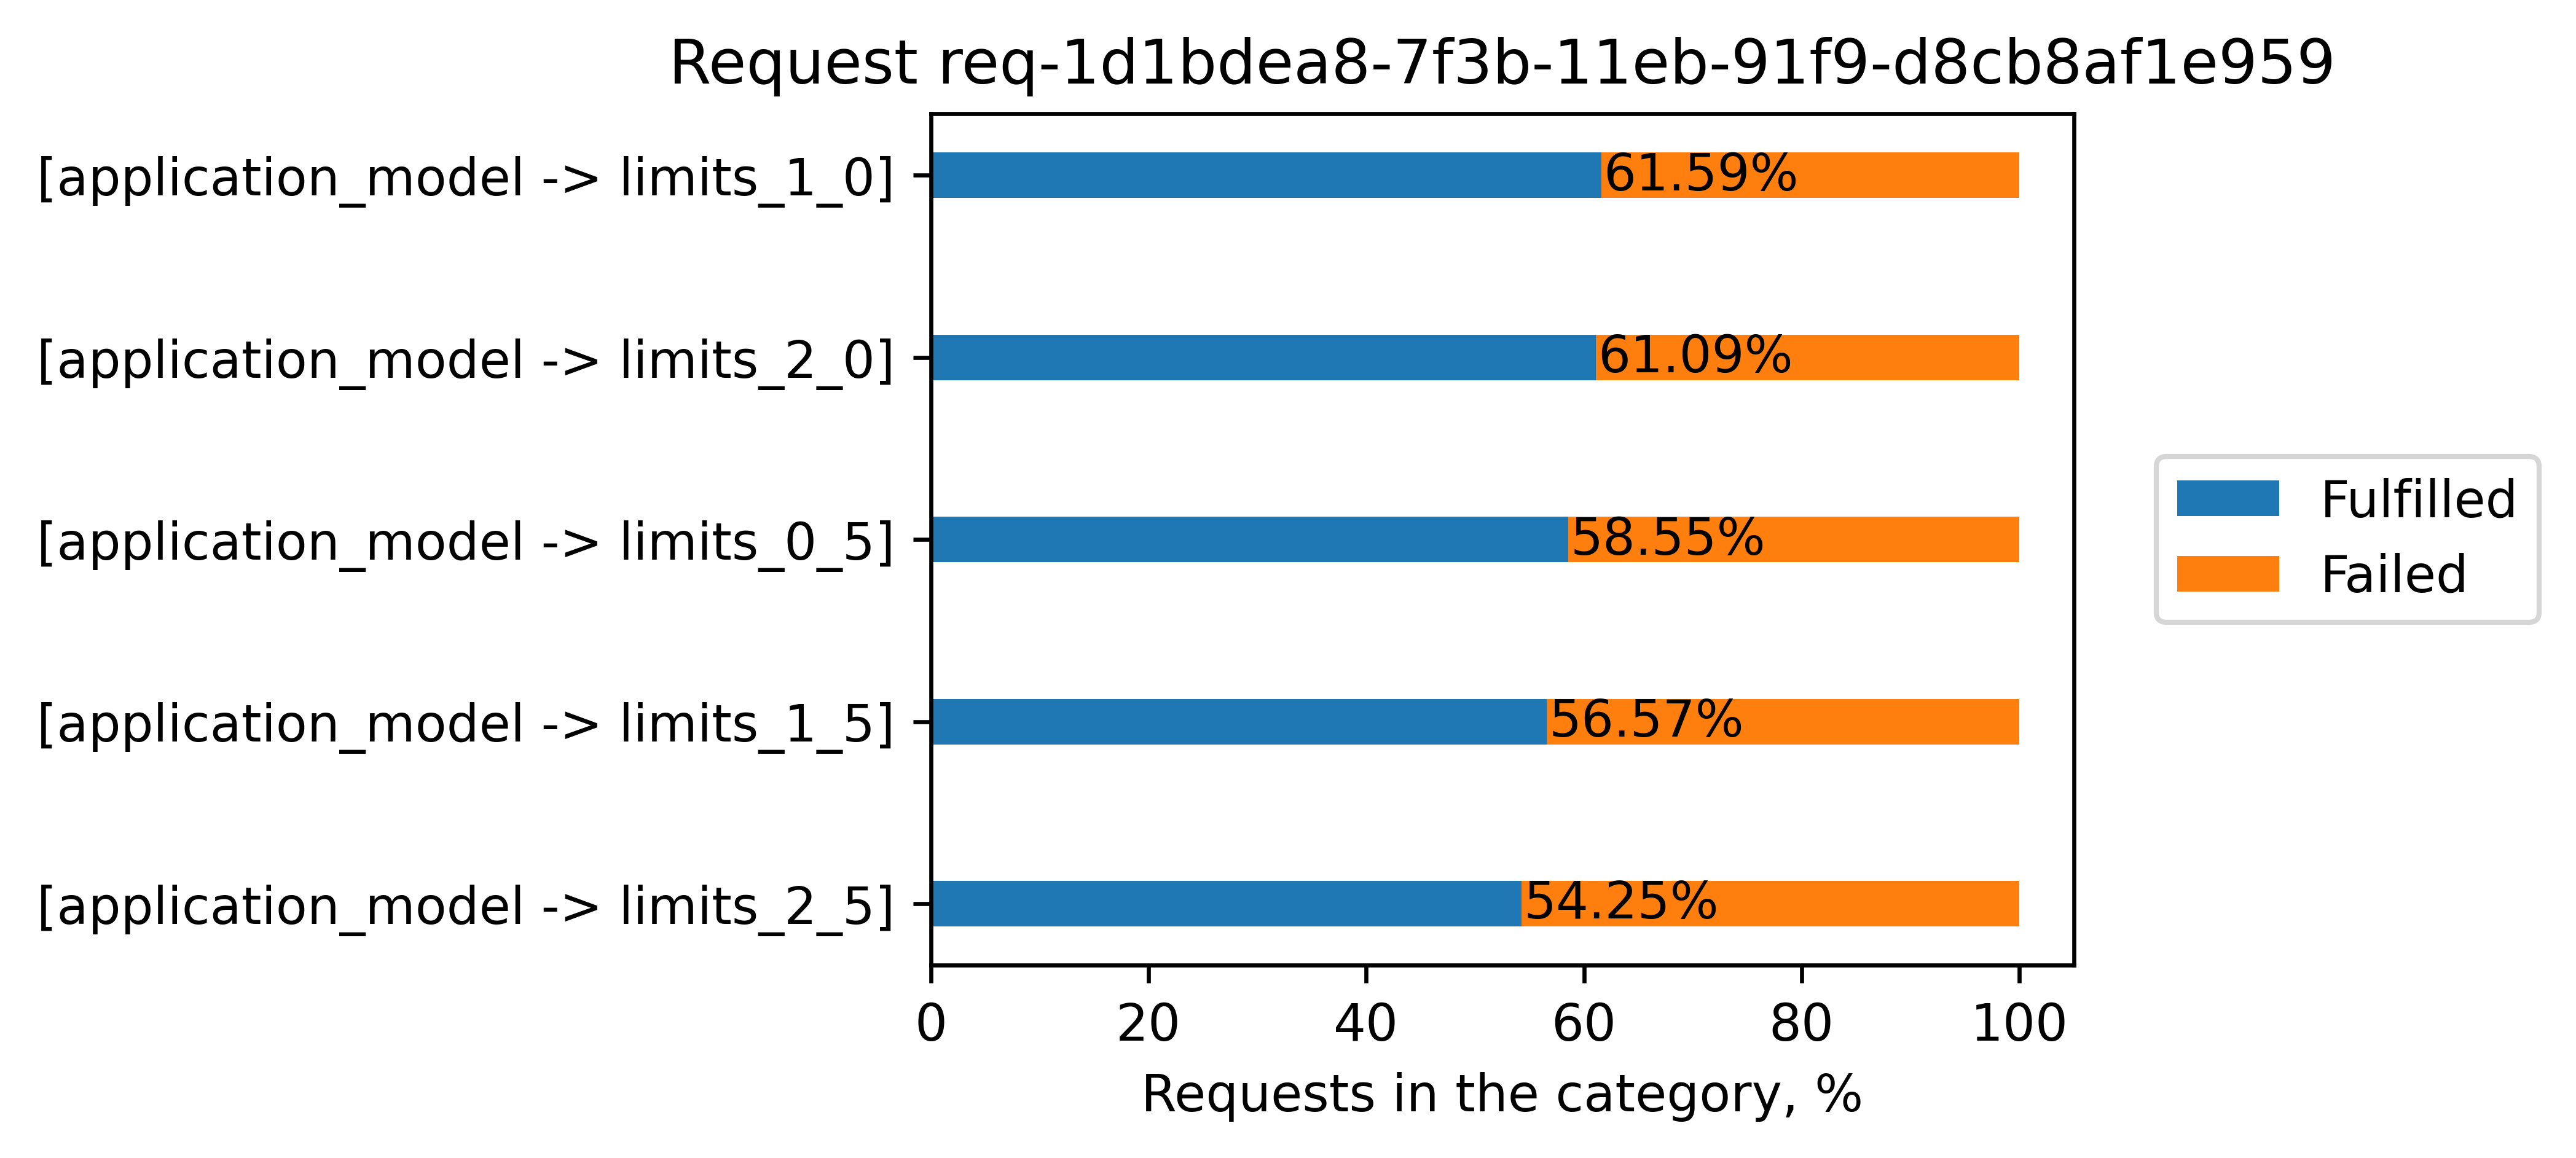 Request req-1d1bdea8-7f3b-11eb-91f9-d8cb8af1e959
[application_model -> limits_1_0]
61.59%
[application_model -> limits_2_0]
61.09%
[application_model -> limits_0_5]
58.55%
[application_model -> limits_1_5]
56.57%
[application_model -> limits_2_5]
54.25%
0 20 40 60 80 100
Requests in the category, %
Fulfilled
Failed